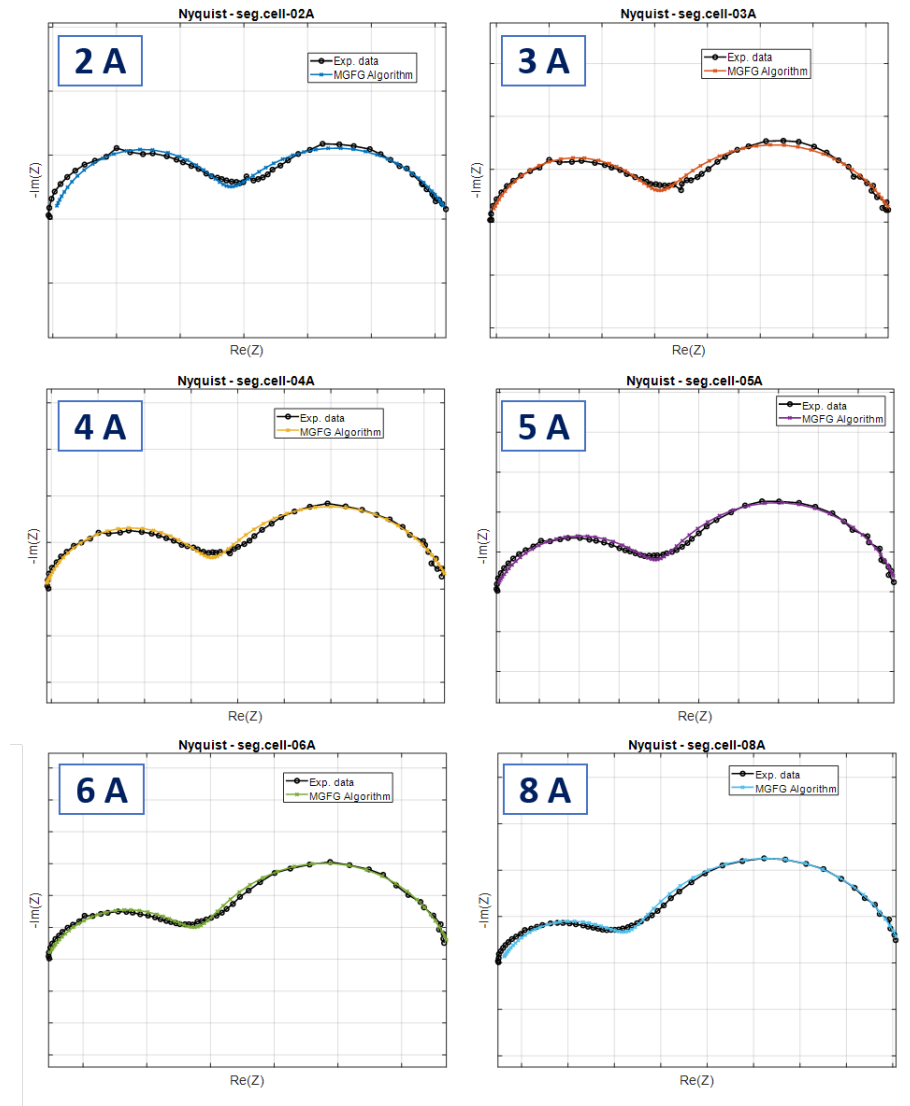 Nyquist - seg.cell-02A
2 A
Exp. data
MGFG Algorithm
-Im(Z)
Re(Z)
Nyquist - seg.cell-03A
3 A
Exp. data
MGFG Algorithm
-Im(Z)
Re(Z)
Nyquist - seg.cell-04A
4 A
Exp. data
MGFG Algorithm
-Im(Z)
Re(Z)
Nyquist - seg.cell-05A
5 A
Exp. data
MGFG Algorithm
-Im(Z)
Re(Z)
Nyquist - seg.cell-06A
6 A
Exp. data
MGFG Algorithm
-Im(Z)
Re(Z)
Nyquist - seg.cell-08A
8 A
Exp. data
MGFG Algorithm
-Im(Z)
Re(Z)